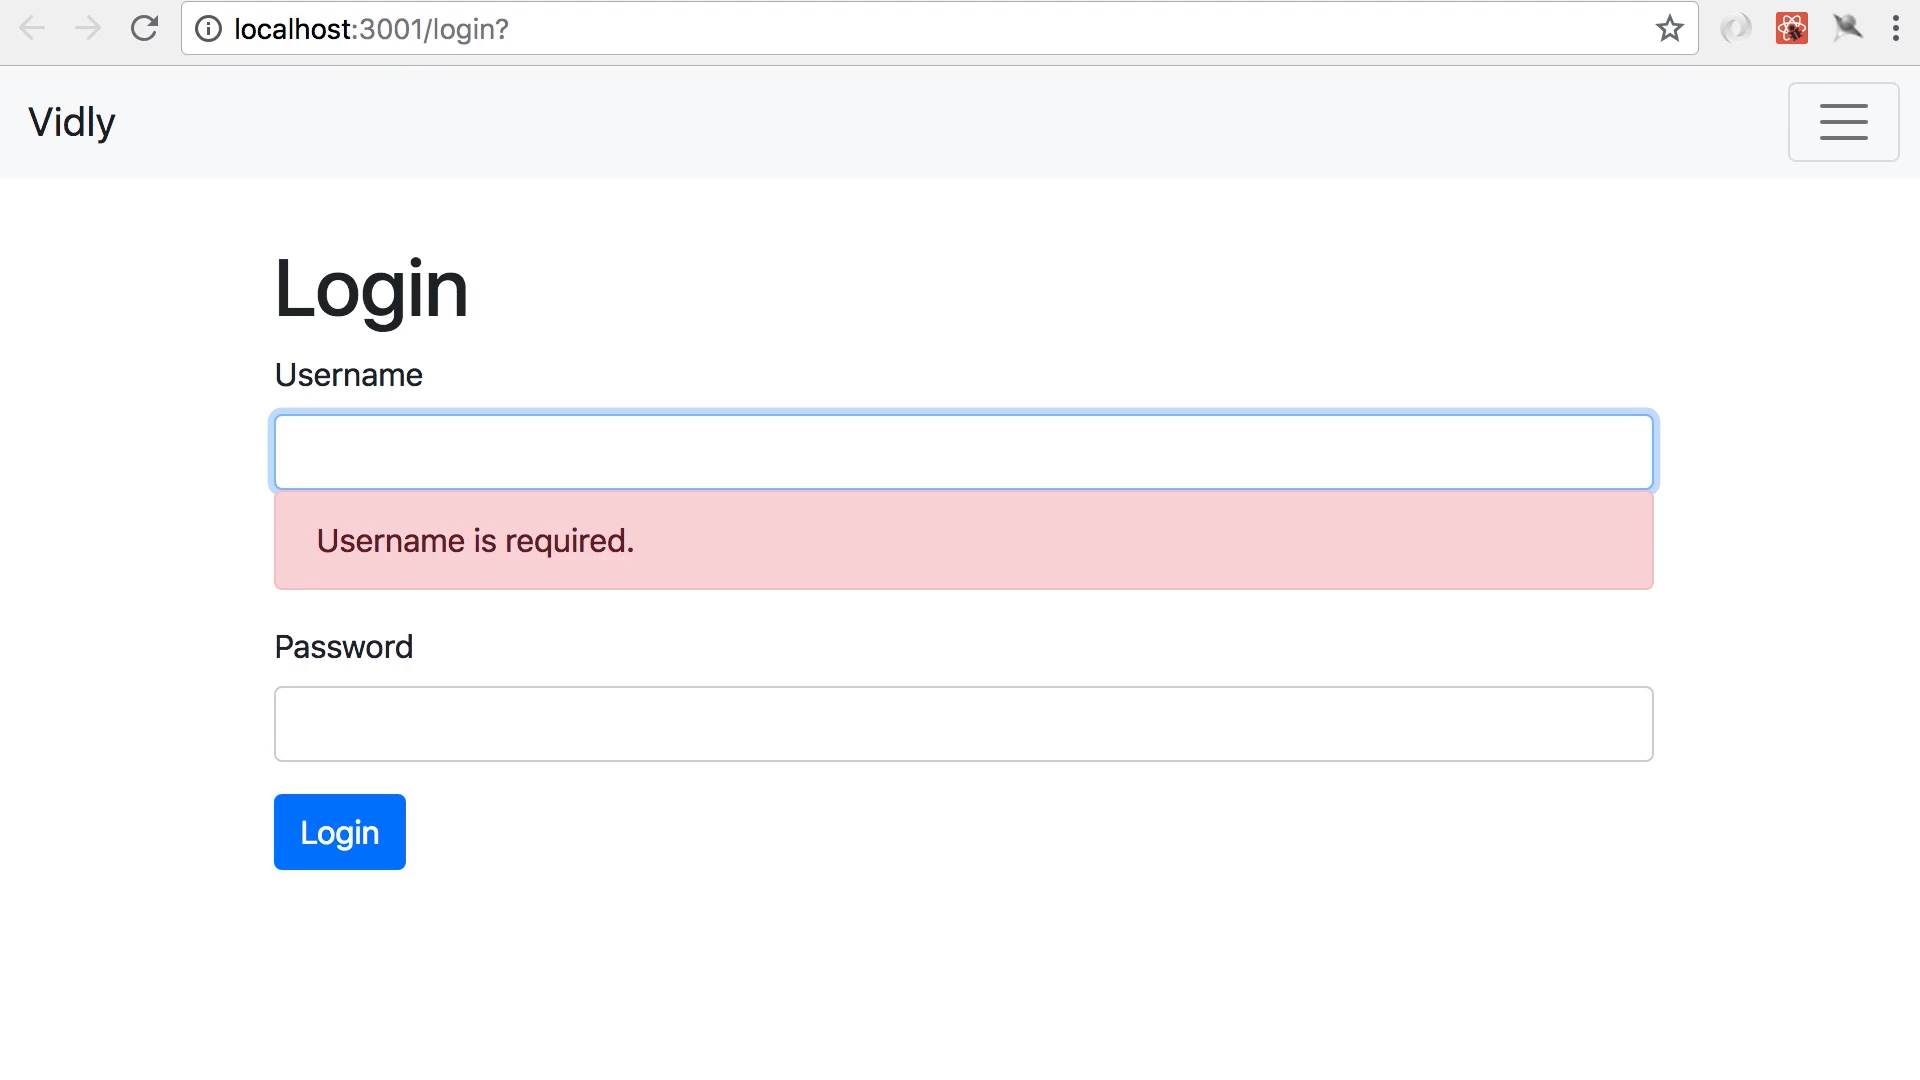 localhost:3001/login?
Vidly
Login
Username
Username is required.
Password
Login